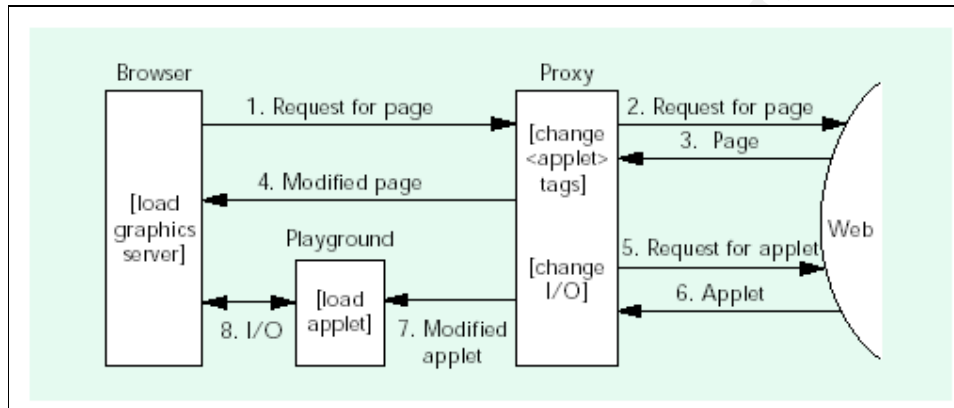 Browser
Proxy
1. Request for page
2. Request for page
[change
<applet>
tags]
3. Page
4. Modified page
[load
graphics
server]
Web
Playground
5. Request for applet
[change
I/O]
[load
applet]
6. Applet
8. I/O
7. Modified
applet